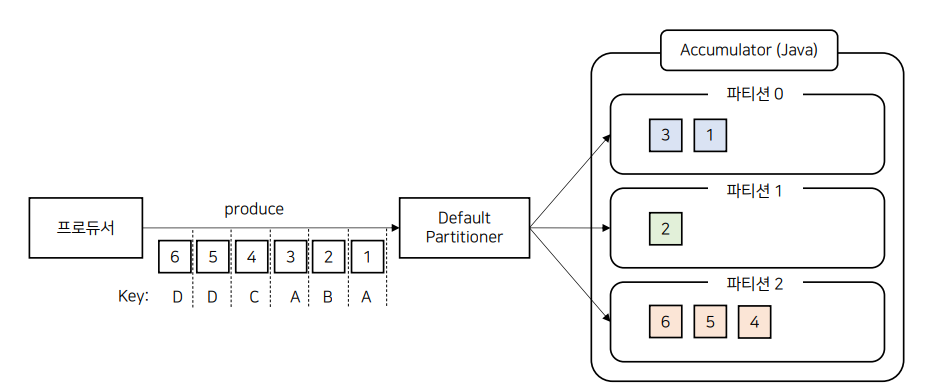 Accumulator (Java)
파티션 0
3 1
프로듀서
produce
Default
Partitioner
파티션 1
2
6 5 4 3 2 1
Key: D D C A B A
파티션 2
6 5 4